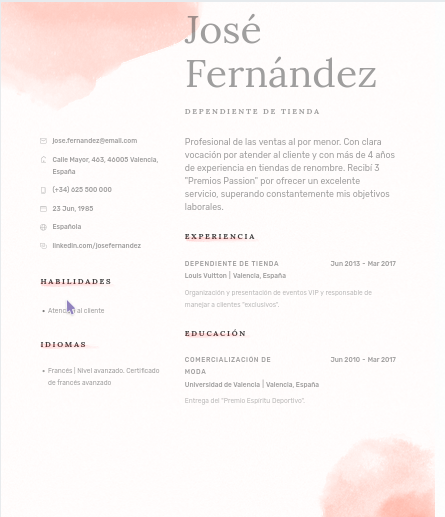 José
Fernández
DEPENDIENTE DE TIENDA
jose.fernandez@email.com
Calle Mayor, 463, 46005 Valencia,
España
(+34) 625 500 000
23 Jun, 1985
Española
linkedin.com/josefernandez
HABILIDADES
• Atención al cliente
IDIOMAS
• Francés | Nivel avanzado. Certificado
de francés avanzado
Profesional de las ventas al por menor. Con clara
vocación por atender al cliente y con más de 4 años
de experiencia en tiendas de renombre. Recibí 3
"Premios Passion" por ofrecer un excelente
servicio, superando constantemente mis objetivos
laborales.
EXPERIENCIA
DEPENDIENTE DE TIENDA Jun 2013 – Mar 2017
Louis Vuitton | Valencia, España
Organización y presentación de eventos VIP y responsable de
manejar a clientes "exclusivos".
EDUCACIÓN
COMERCIALIZACIÓN DE Jun 2010 – Mar 2017
MODA
Universidad de Valencia | Valencia, España
Entrega del "Premio Espíritu Deportivo".